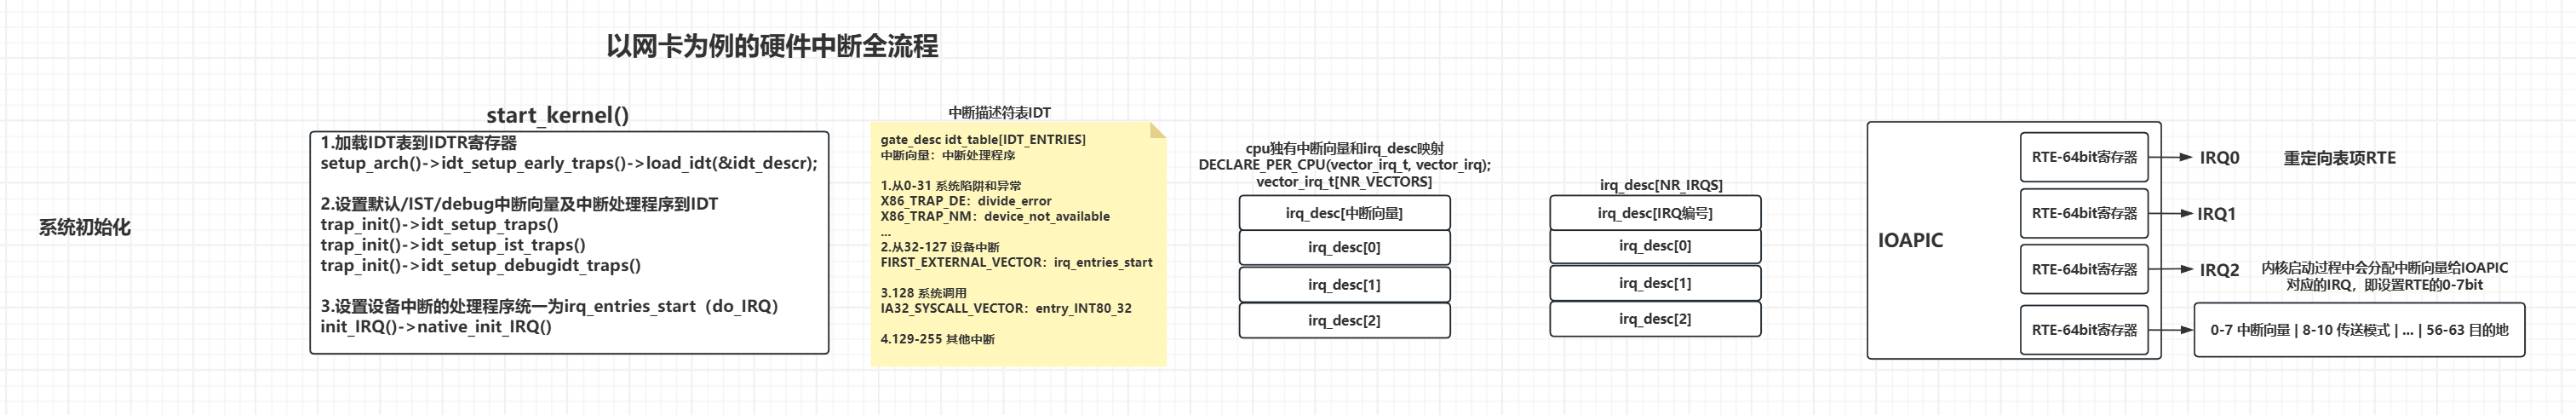 以网卡为例的硬件中断全流程
系统初始化
start_kernel()
1.加载IDT表到IDTR寄存器
setup_arch()->idt_setup_early_traps()->load_idt(&idt_descr);
2.设置默认/IST/debug中断向量及中断处理程序到IDT
trap_init()->idt_setup_traps()
trap_init()->idt_setup_ist_traps()
trap_init()->idt_setup_debugidt_traps()
3.设置设备中断的处理程序统一为irq_entries_start（do_IRQ）
init_IRQ()->native_init_IRQ()
中断描述符表IDT
gate_desc idt_table[IDT_ENTRIES]
中断向量：中断处理程序
1.从0-31 系统陷阱和异常
X86_TRAP_DE：divide_error
X86_TRAP_NM：device_not_available
...
2.从32-127 设备中断
FIRST_EXTERNAL_VECTOR：irq_entries_start
3.128 系统调用
IA32_SYSCALL_VECTOR：entry_INT80_32
4.129-255 其他中断
cpu独有中断向量和irq_desc映射
DECLARE_PER_CPU(vector_irq_t, vector_irq);
vector_irq_t[NR_VECTORS]
irq_desc[中断向量]
irq_desc[0]
irq_desc[1]
irq_desc[2]
irq_desc[NR_IRQS]
irq_desc[IRQ编号]
irq_desc[0]
irq_desc[1]
irq_desc[2]
IOAPIC
RTE-64bit寄存器
IRQ0
重定向表项RTE
RTE-64bit寄存器
IRQ1
RTE-64bit寄存器
IRQ2
内核启动过程中会分配中断向量给IOAPIC
对应的IRQ，即设置RTE的0-7bit
RTE-64bit寄存器
0-7 中断向量 | 8-10 传送模式 | ... | 56-63 目的地